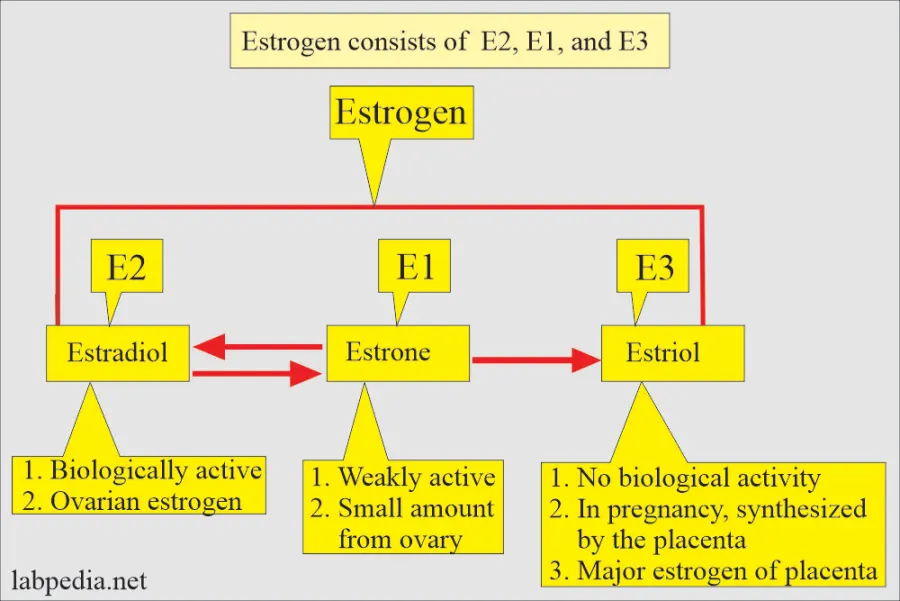 Estrogen consists of E2, E1, and E3
Estrogen
E2
E1
E3
Estradiol
Estrone
Estriol
1. Biologically active
2. Ovarian estrogen
1. Weakly active
2. Small amount
from ovary
1. No biological activity
2. In pregnancy, synthesized
by the placenta
3. Major estrogen of placenta
labpedia.net